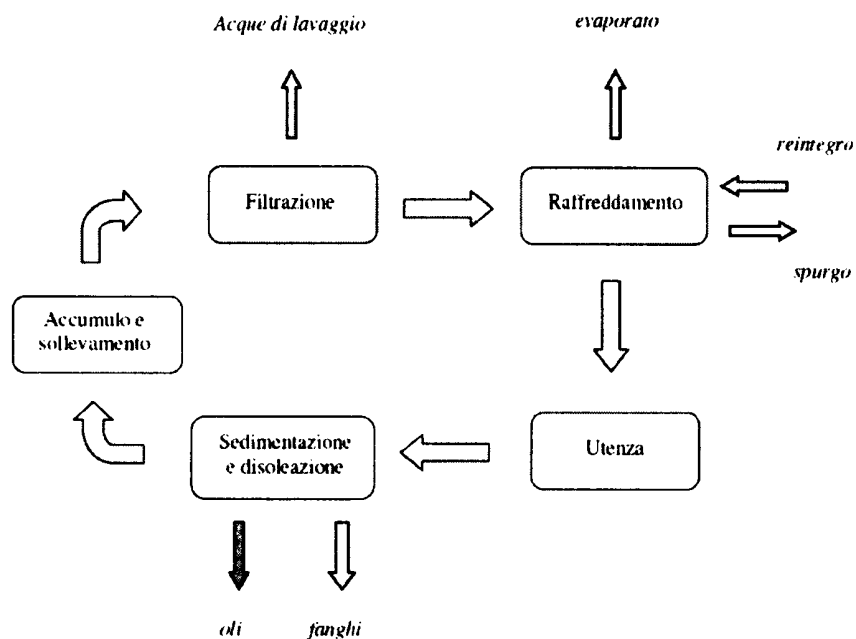 Acque di lavaggio
evaporato
reintegro
Filtrazione
Raffreddamento
spurgo
Accumulo e
sollevamento
Sedimentazione
e disoleazione
Utenza
oli
fanghi